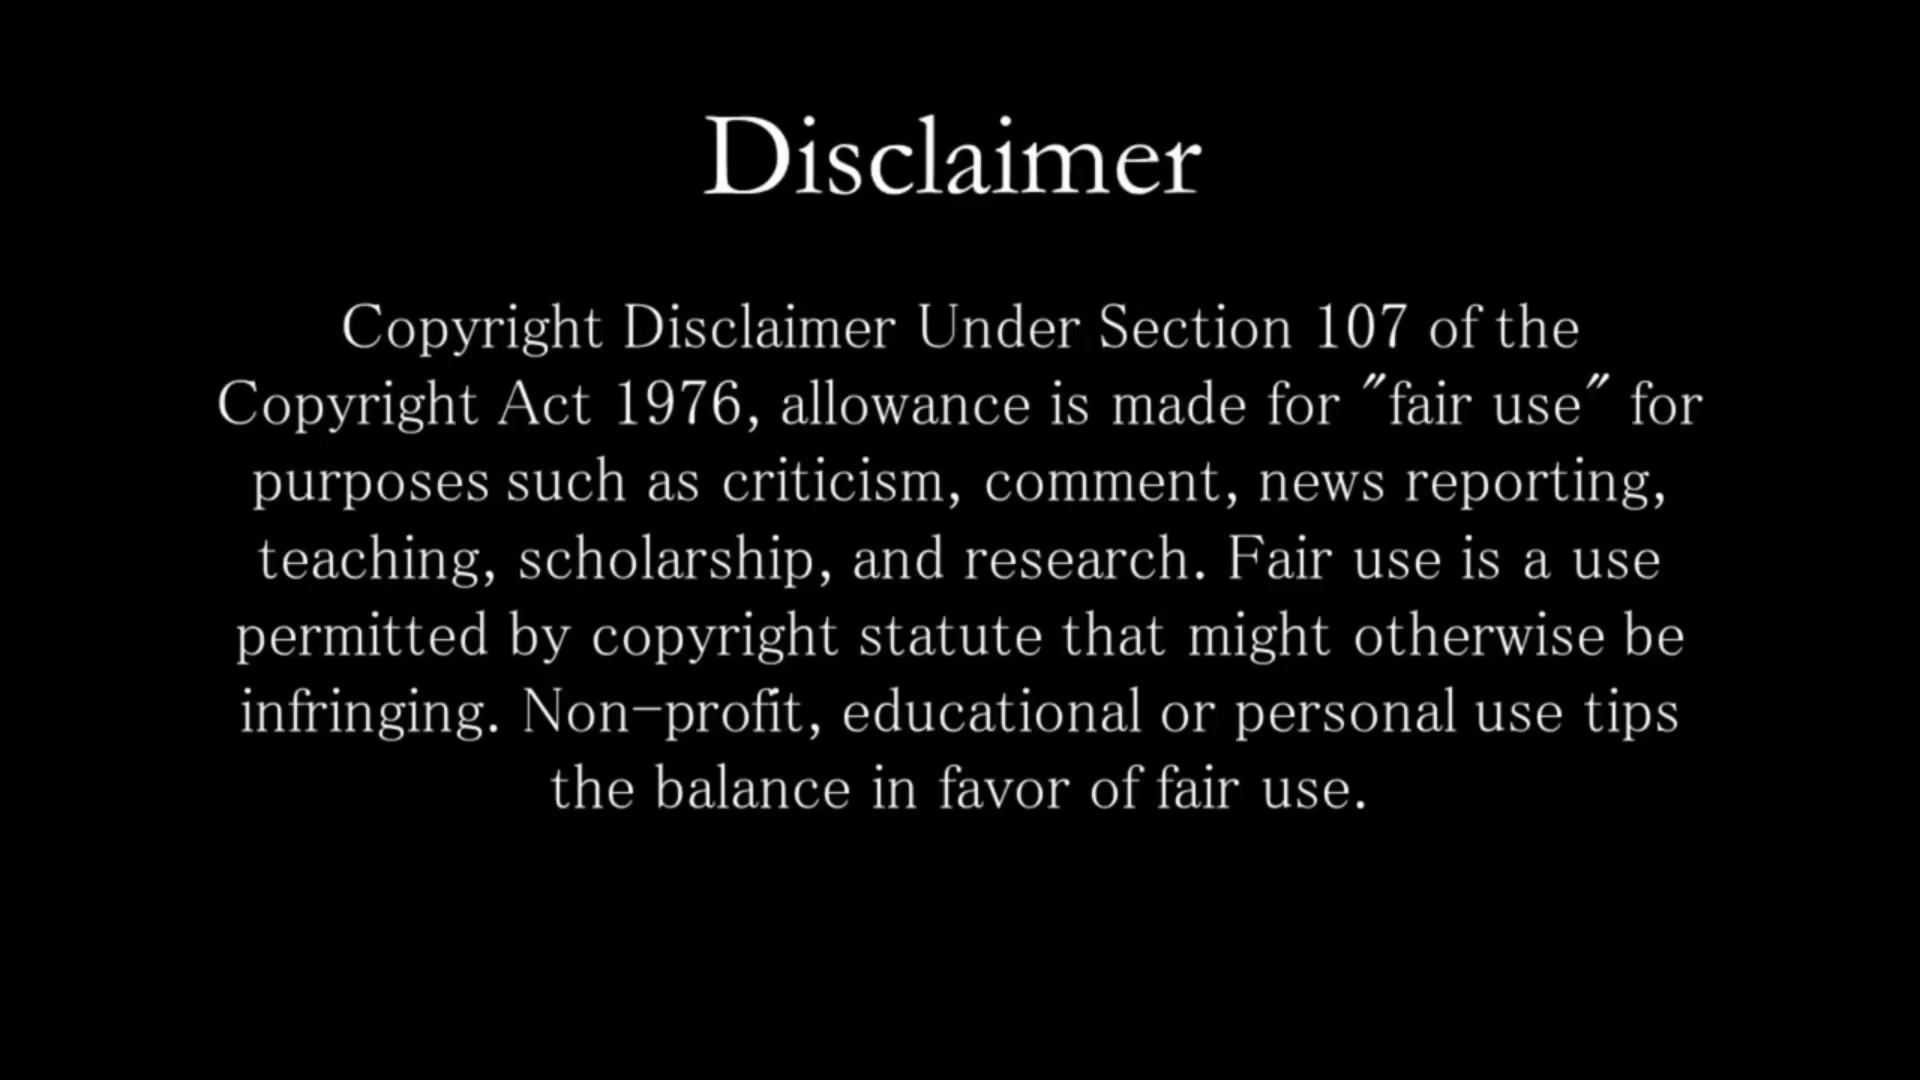 Disclaimer
Copyright Disclaimer Under Section 107 of the
Copyright Act 1976, allowance is made for "fair use" for
purposes such as criticism, comment, news reporting,
teaching, scholarship, and research. Fair use is a use
permitted by copyright statute that might otherwise be
infringing. Non-profit, educational or personal use tips
the balance in favor of fair use.